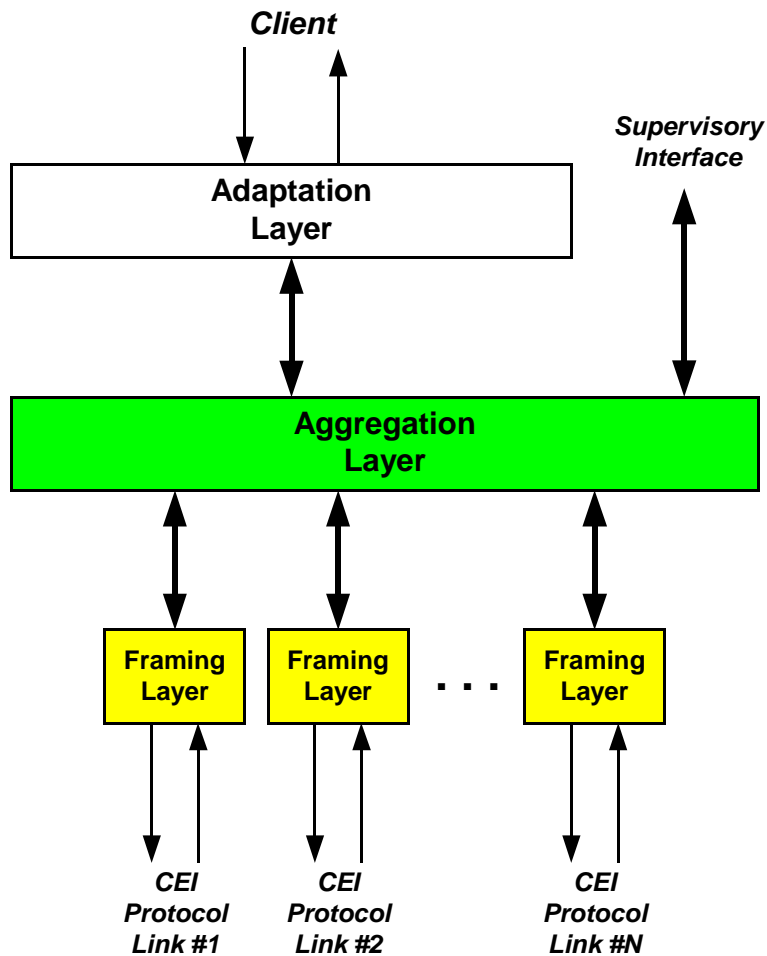 Client
Supervisory
Interface
Adaptation
Layer
Aggregation
Layer
Framing
Layer
Framing
Layer
. . .
Framing
Layer
CEI
Protocol
Link #1
CEI
Protocol
Link #2
CEI
Protocol
Link #N